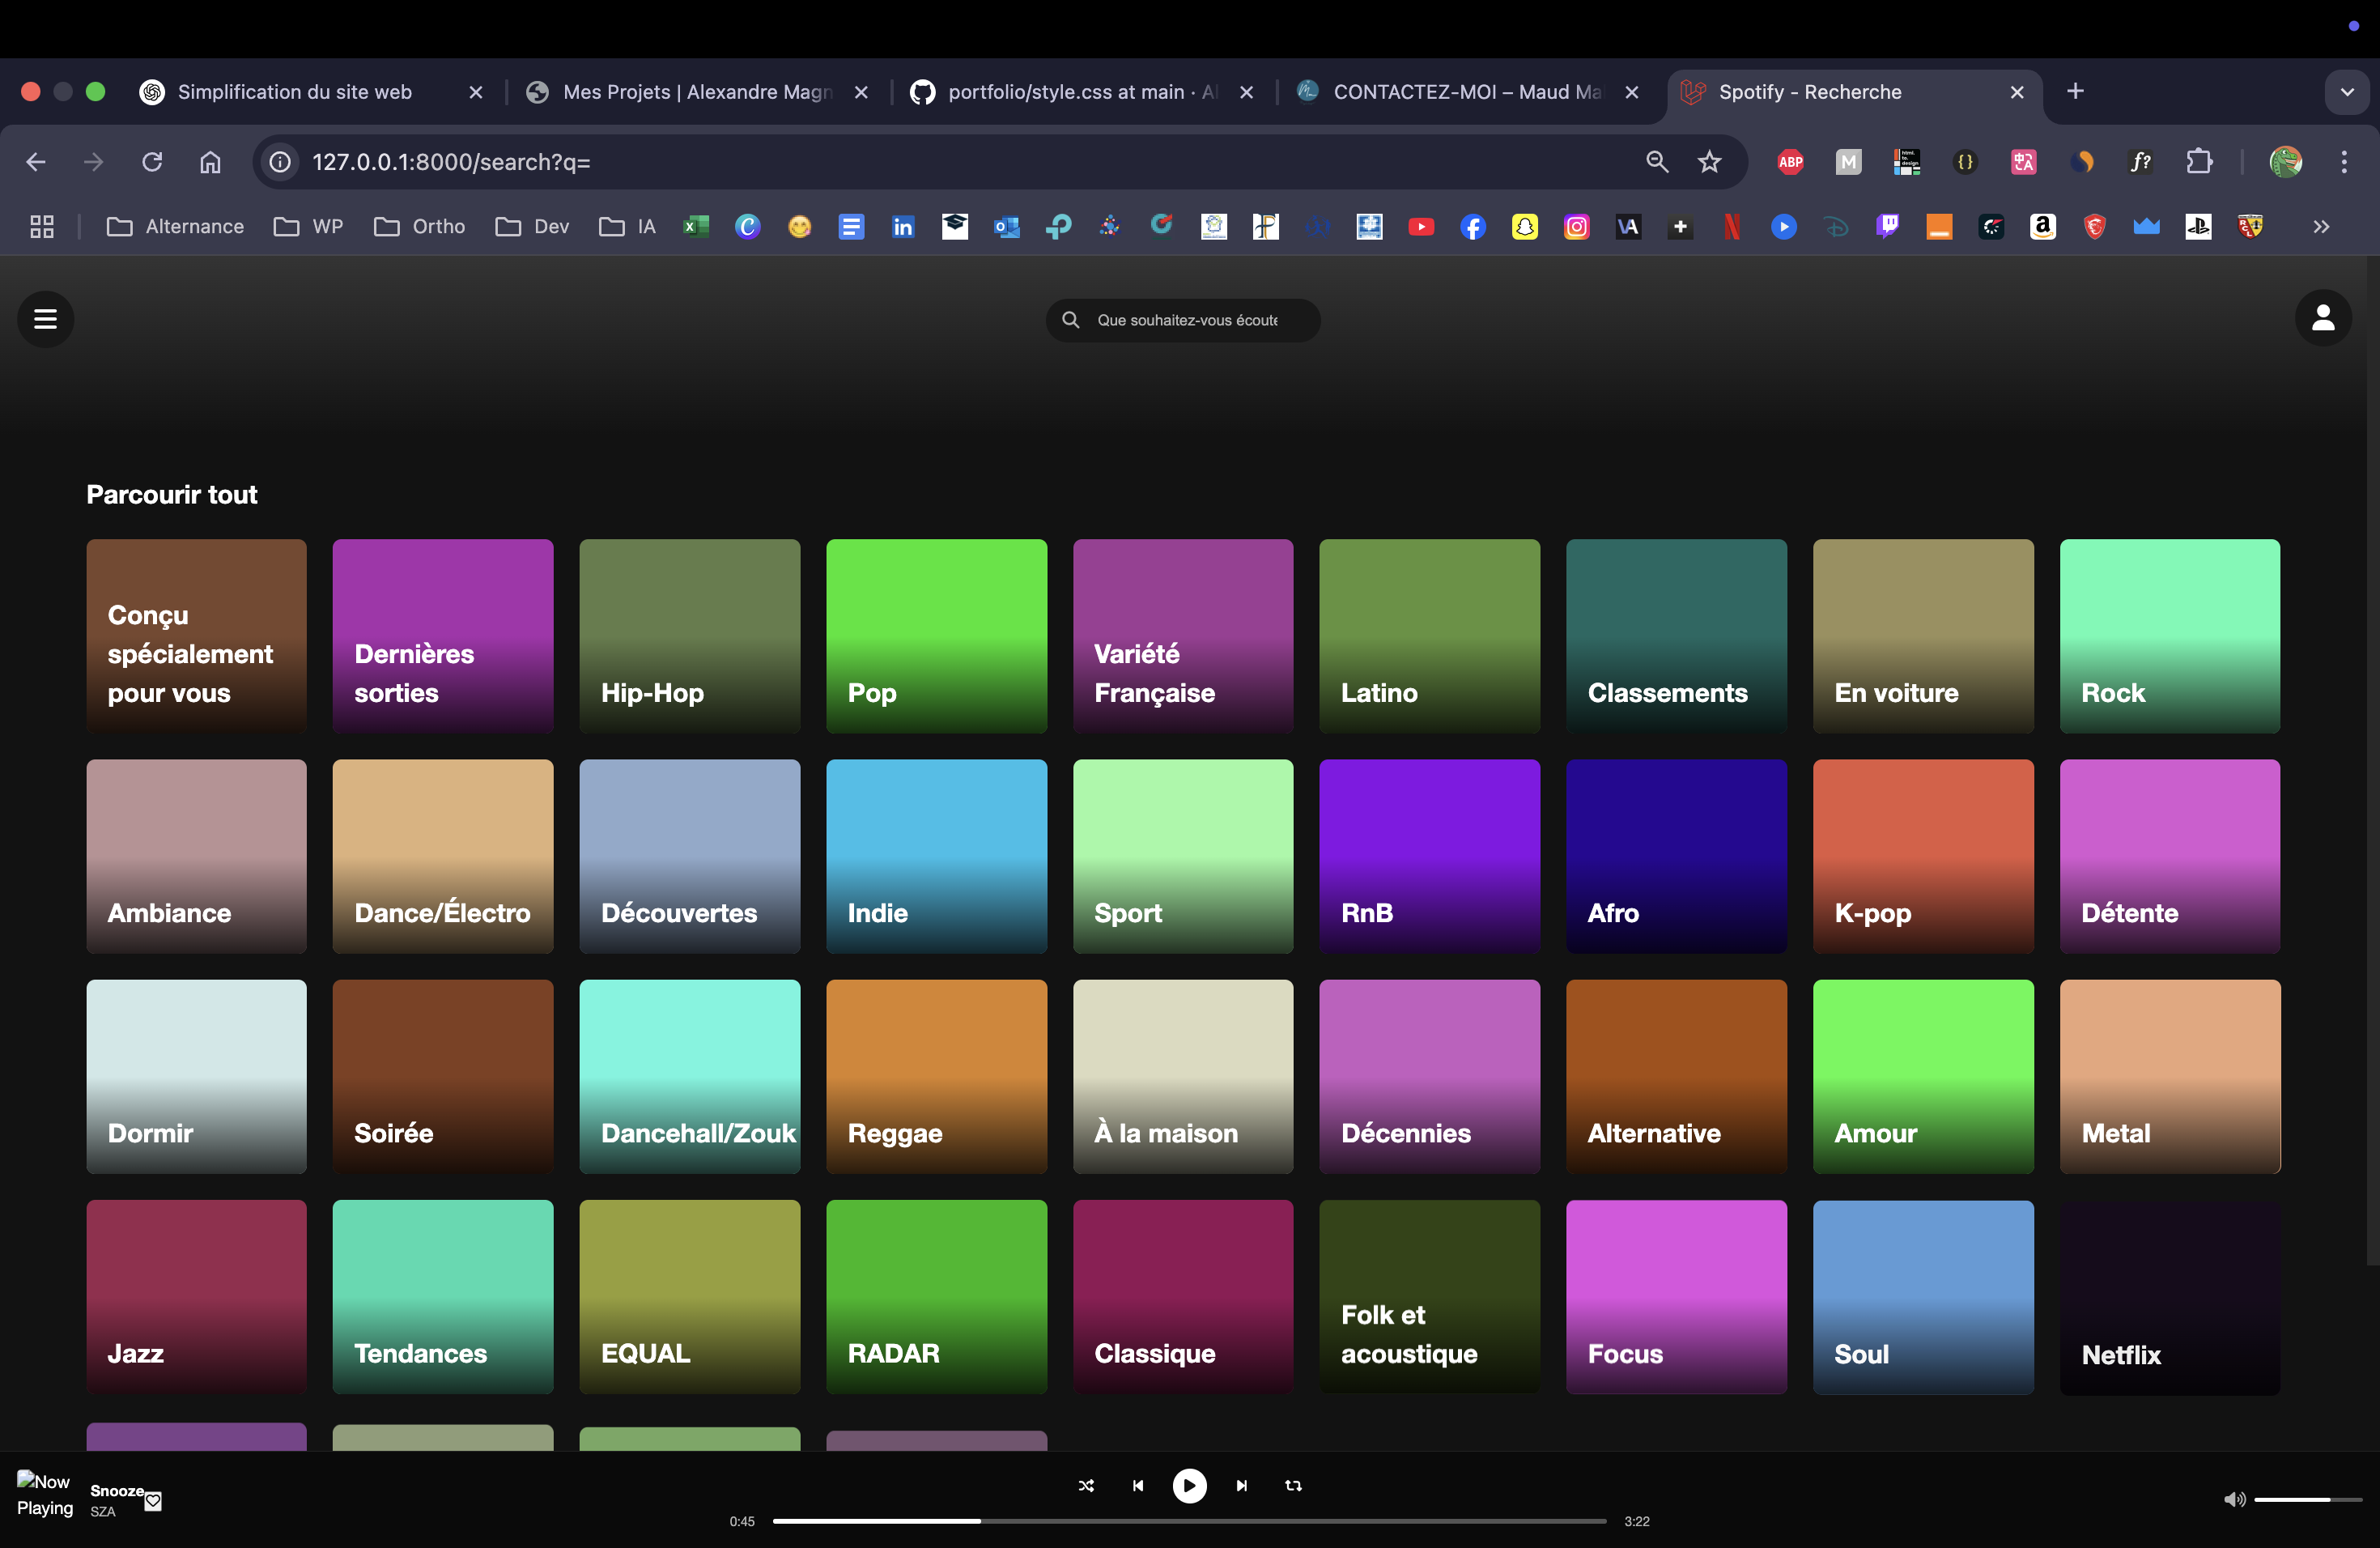 Simplification du site web
Mes Projets | Alexandre Magn
portfolio/style.css at main · Al
CONTACTEZ-MOI – Maud Ma
Spotify - Recherche
127.0.0.1:8000/search?q=
ABP
M
{}
f?
Alternance
WP
Ortho
Dev
IA
in
VA
Que souhaitez-vous écoute
Parcourir tout
Conçu
spécialement
pour vous
Dernières
sorties
Hip-Hop
Pop
Variété
Française
Latino
Classements
En voiture
Rock
Ambiance
Dance/Électro
Découvertes
Indie
Sport
RnB
Afro
K-pop
Détente
Dormir
Soirée
Dancehall/Zouk
Reggae
À la maison
Décennies
Alternative
Amour
Metal
Jazz
Tendances
EQUAL
RADAR
Classique
Folk et
acoustique
Focus
Soul
Netflix
Now
Playing
Snooze
SZA
0:45
3:22